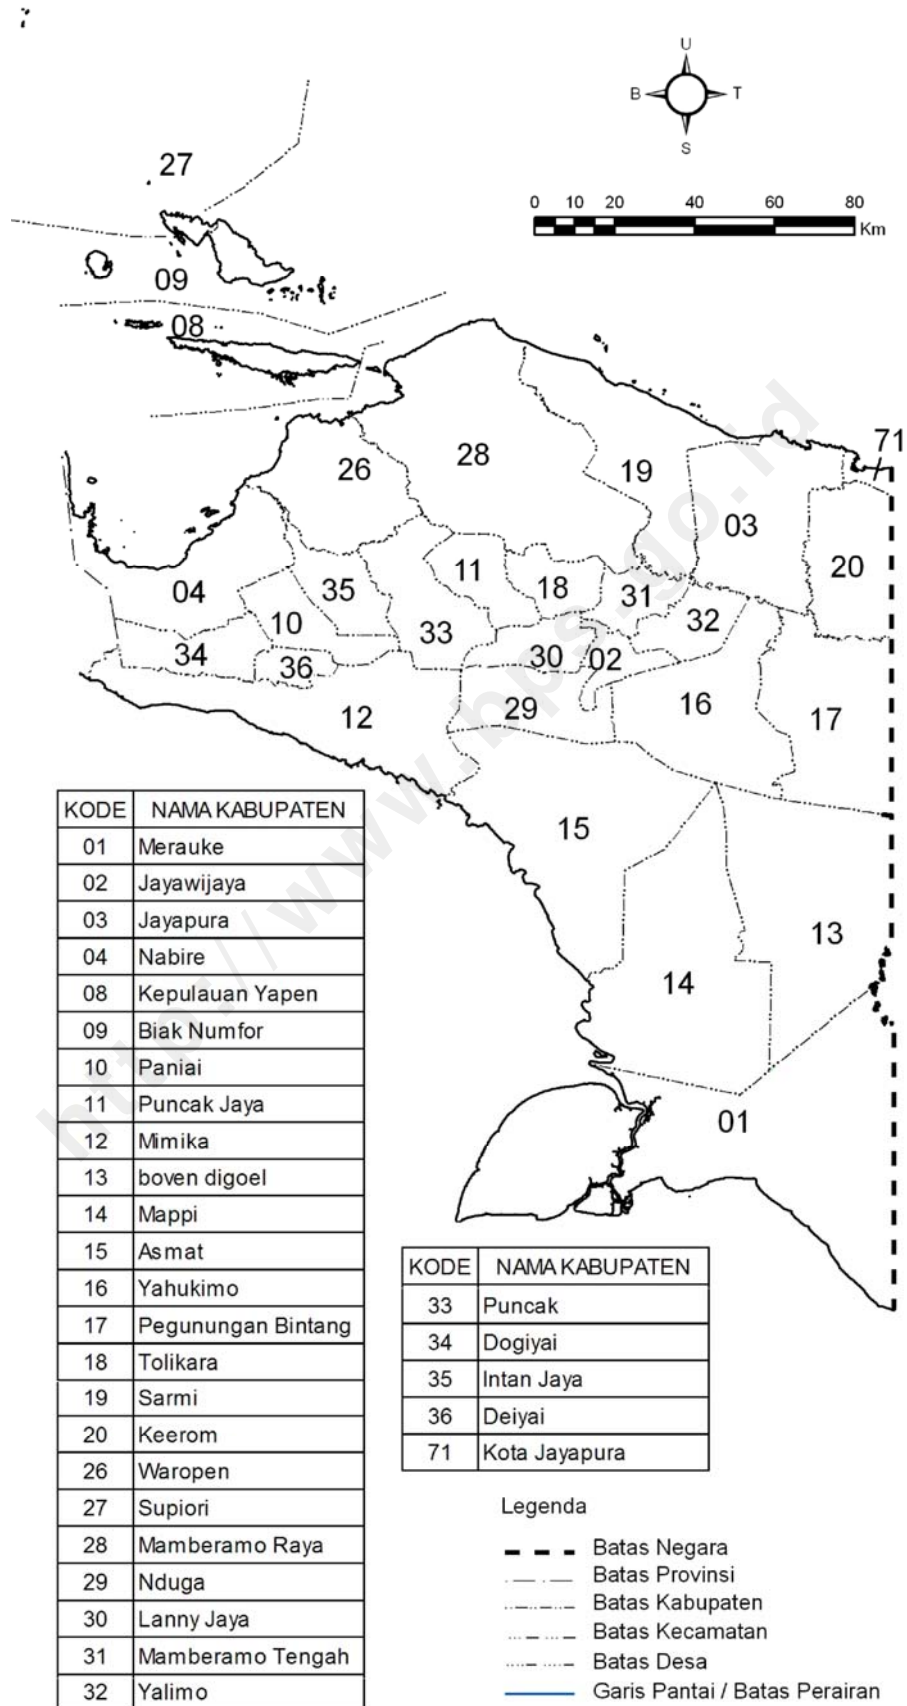 U
B T
S
27
0 10 20 40 60 80
Km
09
08
71
28
26
19
03
20
11
35
18
31
04
32
10
33
34
30 02
36
16
29
12
17
15
13
14
01
http://www.bps.go.id
KODE NAMA KABUPATEN
01 Merauke
02 Jayawijaya
03 Jayapura
04 Nabire
08 Kepulauan Yapen
09 Biak Numfor
10 Paniai
11 Puncak Jaya
12 Mimika
13 boven digoel
14 Mappi
15 Asmat
16 Yahukimo
17 Pegunungan Bintang
18 Tolikara
19 Sarmi
20 Keerom
26 Waropen
27 Supiori
28 Mamberamo Raya
29 Nduga
30 Lanny Jaya
31 Mamberamo Tengah
32 Yalimo
KODE NAMA KABUPATEN
33 Puncak
34 Dogiyai
35 Intan Jaya
36 Deiyai
71 Kota Jayapura
Legenda
Batas Negara
Batas Provinsi
Batas Kabupaten
Batas Kecamatan
Batas Desa
Garis Pantai / Batas Perairan